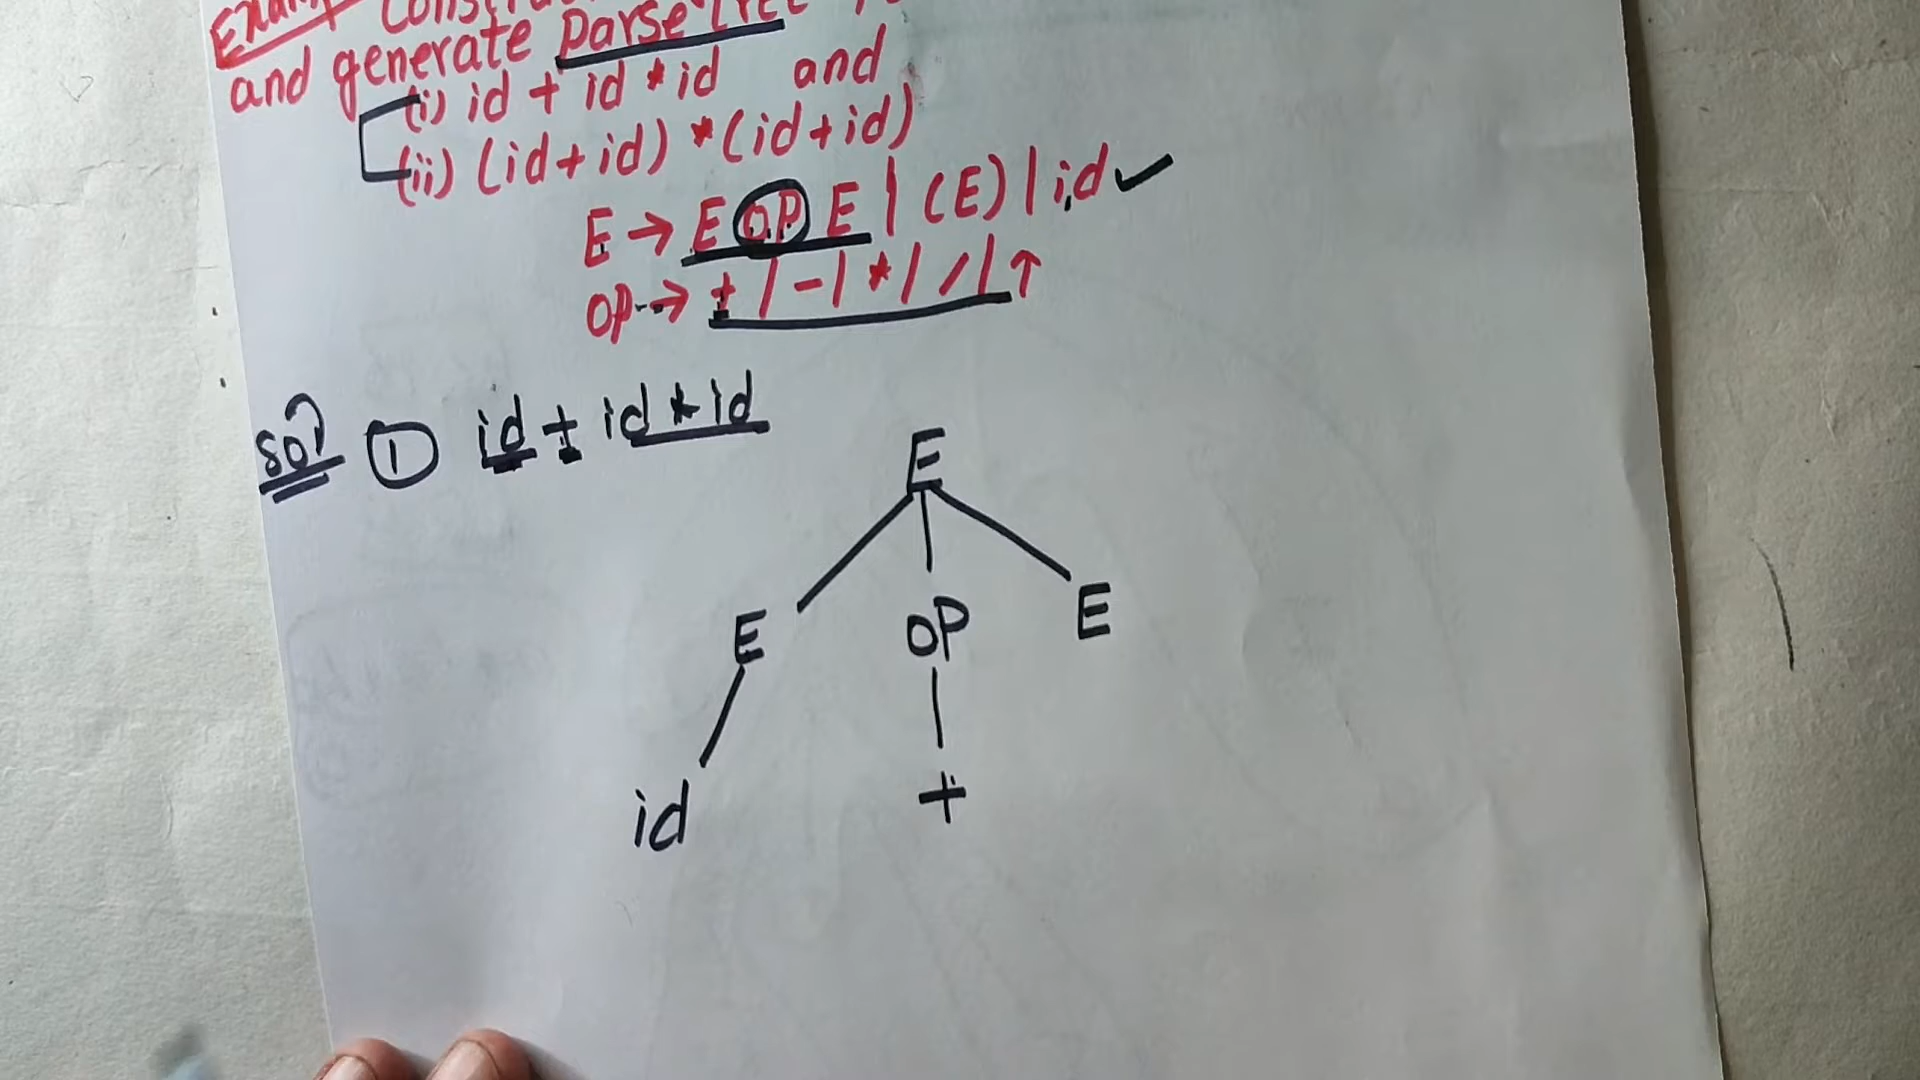 and generate parse
(i) id + id * id and
(ii) (id + id) * (id + id)
E → E OP E | (E) | id ✓
OP → + | - | * | / | ↑
① id + id * id
E
E OP E
id +